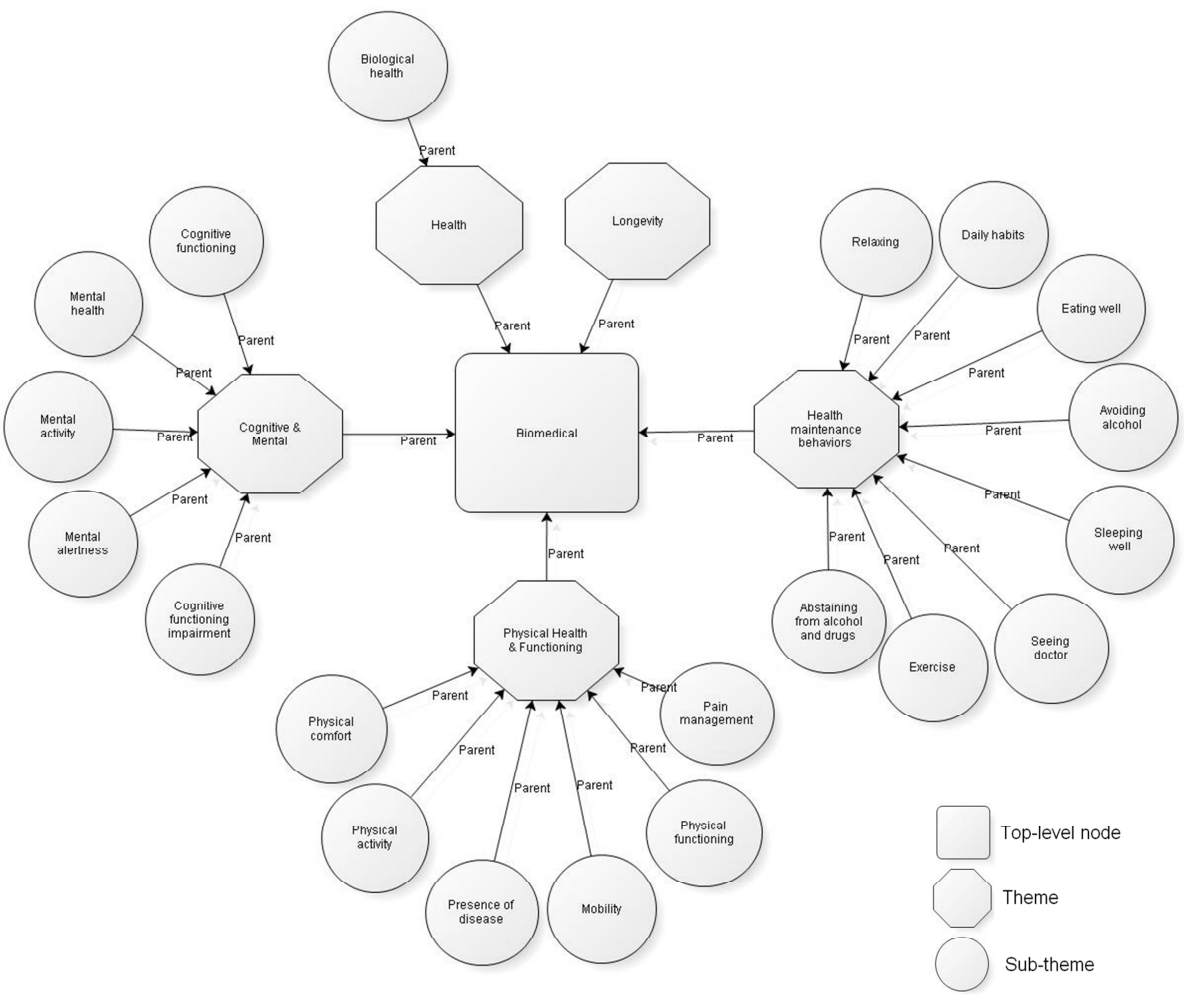 Biological
health
Parent
Health
Longevity
Parent
Parent
Cognitive
functioning
Mental
health
Mental
activity
Mental
alertness
Cognitive
functioning
impairment
Parent
Parent
Parent
Parent
Parent
Cognitive &
Mental
Parent
Biomedical
Parent
Health
maintenance
behaviors
Relaxing
Daily habits
Eating well
Avoiding
alcohol
Sleeping
well
Seeing
doctor
Exercise
Abstaining
from alcohol
and drugs
Parent
Parent
Parent
Parent
Parent
Parent
Parent
Parent
Parent
Physical Health
& Functioning
Parent
Parent
Parent
Parent
Parent
Parent
Physical
comfort
Physical
activity
Presence of
disease
Mobility
Physical
functioning
Pain
management
Top-level node
Theme
Sub-theme